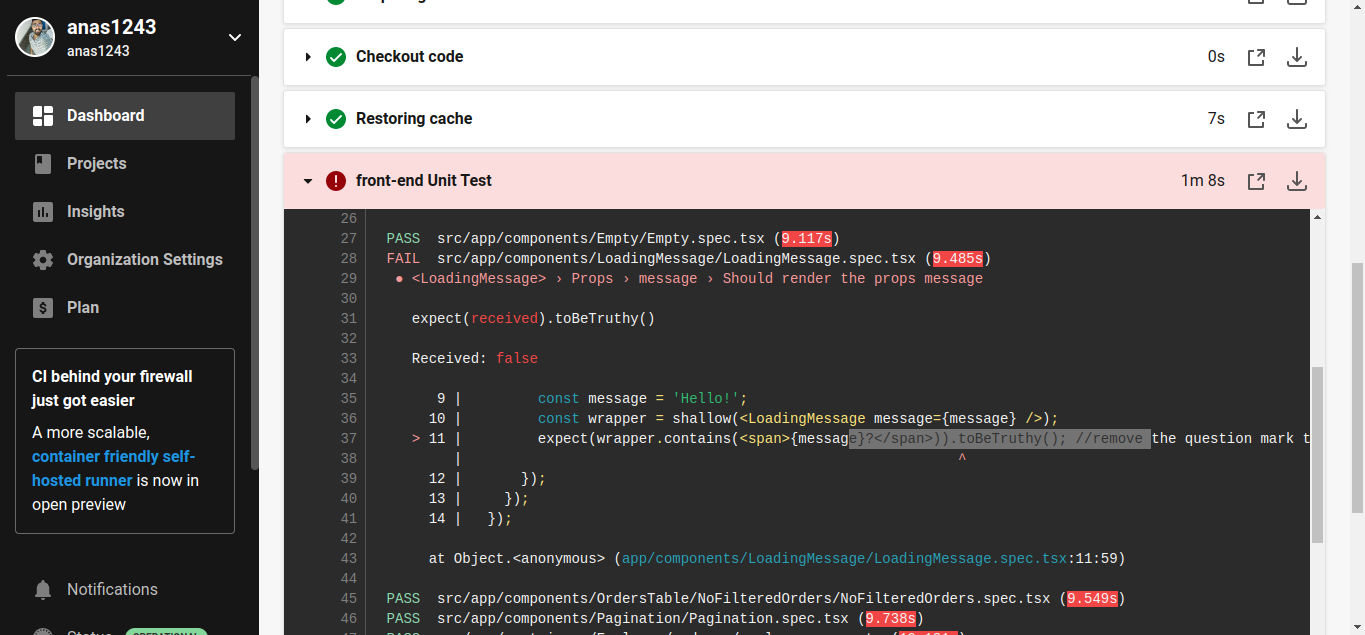 anas1243
anas1243
Dashboard
Projects
Insights
Organization Settings
Plan
CI behind your firewall
just got easier
A more scalable,
container friendly self-
hosted runner is now in
open preview
Notifications
Status OPERATIONAL
Checkout code 0s
Restoring cache 7s
front-end Unit Test 1m 8s
26
27 PASS src/app/components/Empty/Empty.spec.tsx (9.117s)
28 FAIL src/app/components/LoadingMessage/LoadingMessage.spec.tsx (9.485s)
29 ● <LoadingMessage> › Props › message › Should render the props message
30
31 expect(received).toBeTruthy()
32
33 Received: false
34
35 9 | const message = 'Hello!';
36 10 | const wrapper = shallow(<LoadingMessage message={message} />);
37 > 11 | expect(wrapper.contains(<span>{message}?</span>)).toBeTruthy(); //remove the question mark t
38 | ^
39 12 | });
40 13 | });
41 14 | });
42
43 at Object.<anonymous> (app/components/LoadingMessage/LoadingMessage.spec.tsx:11:59)
44
45 PASS src/app/components/OrdersTable/NoFilteredOrders/NoFilteredOrders.spec.tsx (9.549s)
46 PASS src/app/components/Pagination/Pagination.spec.tsx (9.738s)